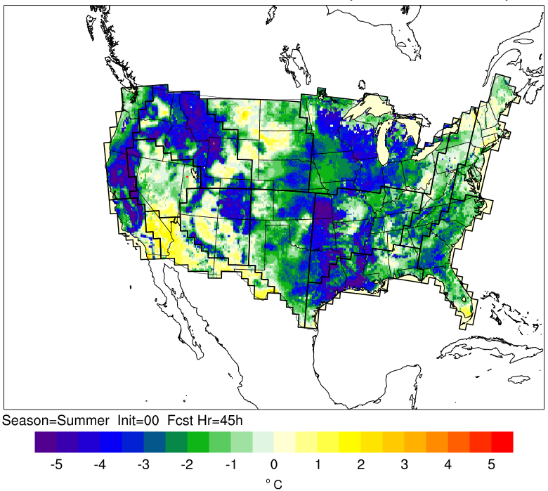 Season=Summer Init=00 Fcst Hr=45h
-5 -4 -3 -2 -1 0 1 2 3 4 5
°C